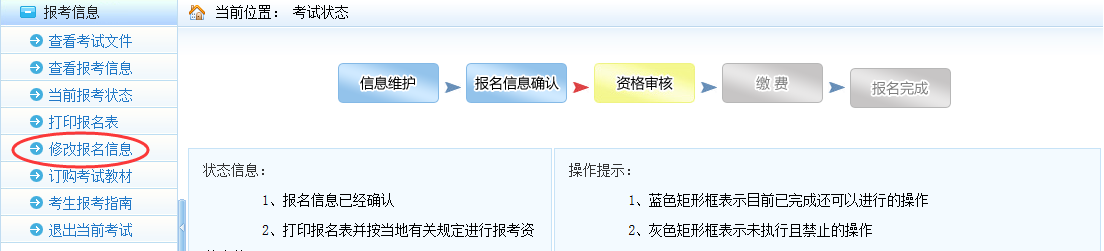 报考信息
当前位置： 考试状态
查看考试文件
查看报考信息
当前报考状态
打印报名表
修改报名信息
订购考试教材
考生报考指南
退出当前考试
信息维护
报名信息确认
资格审核
缴 费
报名完成
状态信息：
1、报名信息已经确认
2、打印报名表并按当地有关规定进行报考资
操作提示：
1、蓝色矩形框表示目前已完成还可以进行的操作
2、灰色矩形框表示未执行且禁止的操作